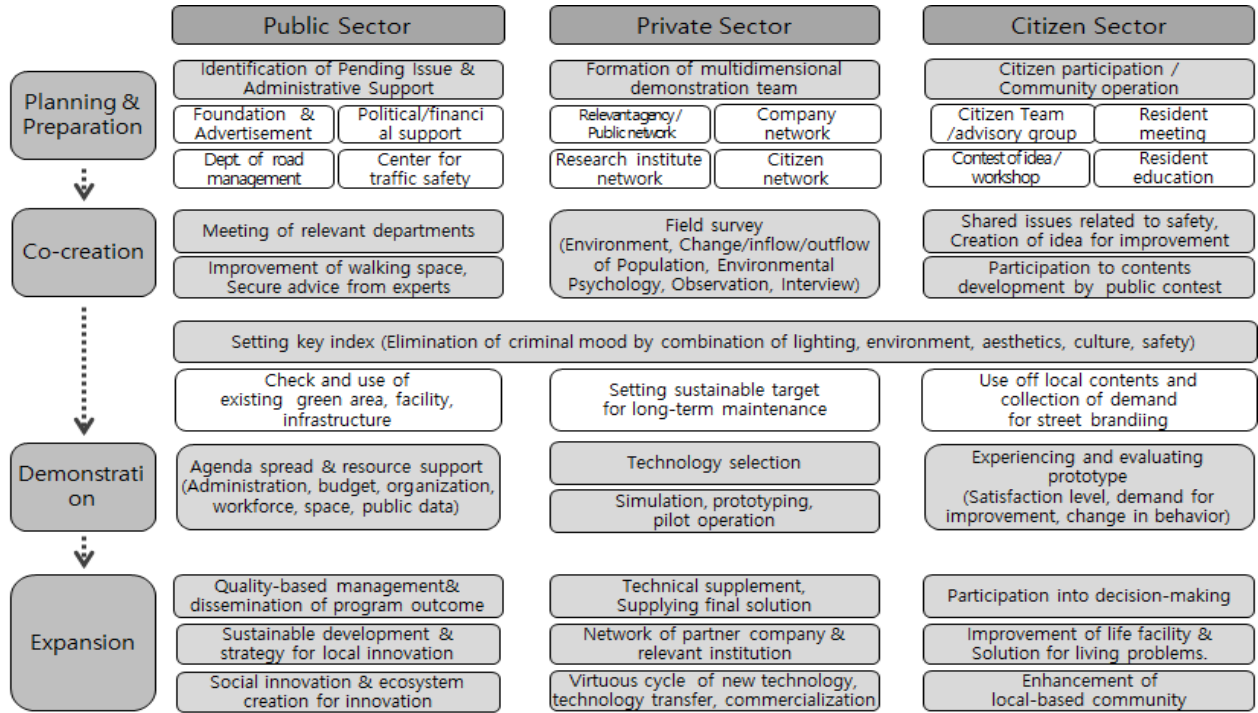 Public Sector
Private Sector
Citizen Sector
Planning &
Preparation
Identification of Pending Issue &
Administrative Support
Formation of multidimensional
demonstration team
Citizen participation /
Community operation
Foundation &
Advertisement
Political/financi
al support
Relevant agency /
Public network
Company
network
Citizen Team
/advisory group
Resident
meeting
Dept. of road
management
Center for
traffic safety
Research institute
network
Citizen
network
Contest of idea /
workshop
Resident
education
Co-creation
Meeting of relevant departments
Improvement of walking space,
Secure advice from experts
Field survey
(Environment, Change/inflow/outflow
of Population, Environmental
Psychology, Observation, Interview)
Shared issues related to safety,
Creation of idea for improvement
Participation to contents
development by public contest
Setting key index (Elimination of criminal mood by combination of lighting, environment, aesthetics, culture, safety)
Check and use of
existing green area, facility,
infrastructure
Setting sustainable target
for long-term maintenance
Use off local contents and
collection of demand
for street brandiing
Demonstrati
on
Agenda spread & resource support
(Administration, budget, organization,
workforce, space, public data)
Technology selection
Simulation, prototyping,
pilot operation
Experiencing and evaluating
prototype
(Satisfaction level, demand for
improvement, change in behavior)
Expansion
Quality-based management&
dissemination of program outcome
Technical supplement,
Supplying final solution
Participation into decision-making
Sustainable development &
strategy for local innovation
Network of partner company &
relevant institution
Improvement of life facility &
Solution for living problems.
Social innovation & ecosystem
creation for innovation
Virtuous cycle of new technology,
technology transfer, commercialization
Enhancement of
local-based community